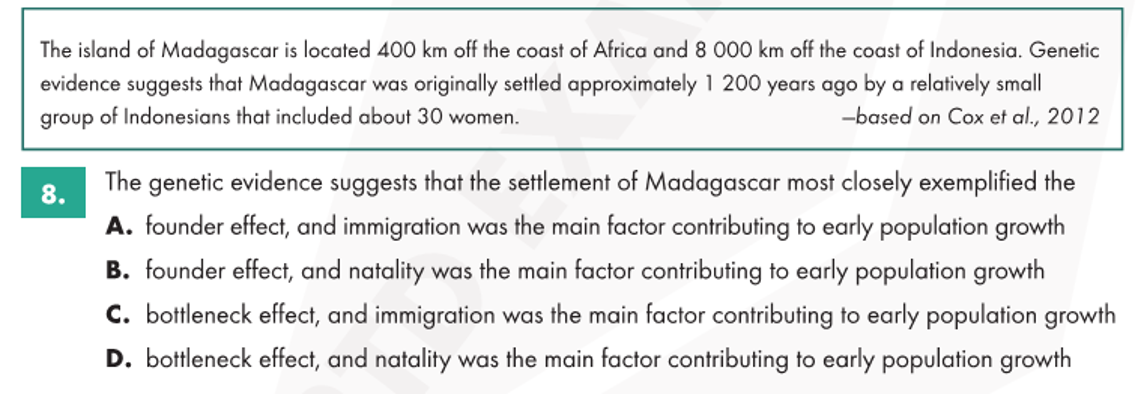 The island of Madagascar is located 400 km off the coast of Africa and 8 000 km off the coast of Indonesia. Genetic
evidence suggests that Madagascar was originally settled approximately 1 200 years ago by a relatively small
group of Indonesians that included about 30 women. —based on Cox et al., 2012
8. The genetic evidence suggests that the settlement of Madagascar most closely exemplified the
A. founder effect, and immigration was the main factor contributing to early population growth
B. founder effect, and natality was the main factor contributing to early population growth
C. bottleneck effect, and immigration was the main factor contributing to early population growth
D. bottleneck effect, and natality was the main factor contributing to early population growth